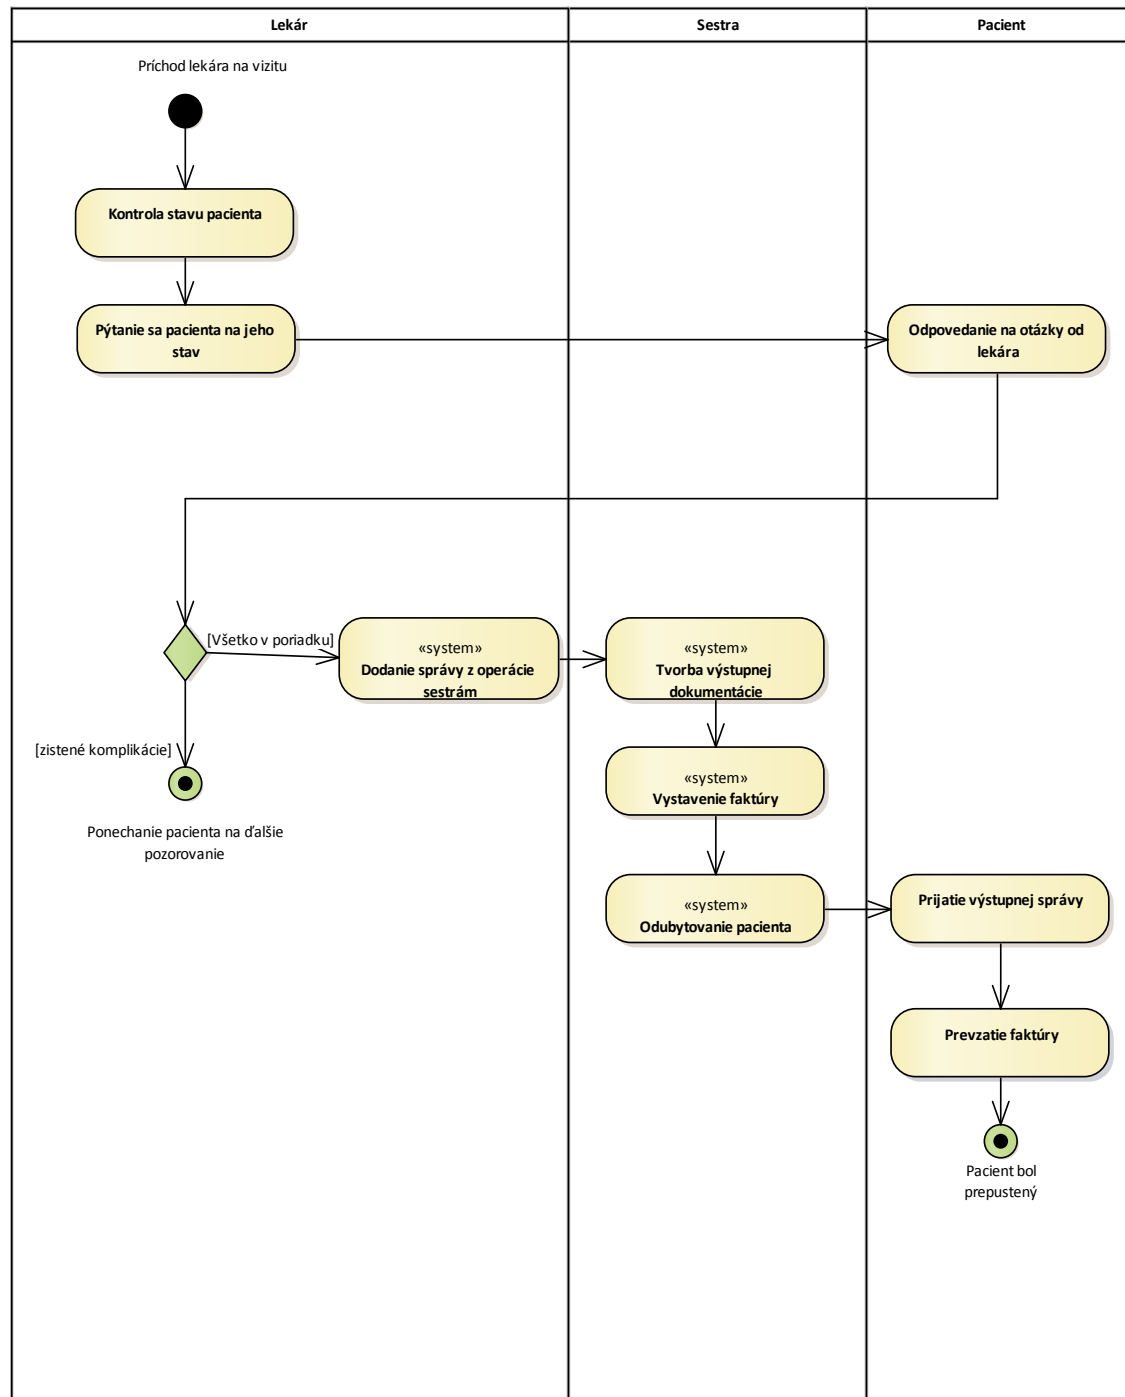 Lekár
Sestra
Pacient
Príchod lekára na vizitu
Kontrola stavu pacienta
Pýtanie sa pacienta na jeho
stav
Odpovedanie na otázky od
lekára
[Všetko v poriadku]
«system»
Dodanie správy z operácie
sestrám
«system»
Tvorba výstupnej
dokumentácie
[zistené komplikácie]
Ponechanie pacienta na ďalšie
pozorovanie
«system»
Vystavenie faktúry
«system»
Odubytovanie pacienta
Prijatie výstupnej správy
Prevzatie faktúry
Pacient bol
prepustený